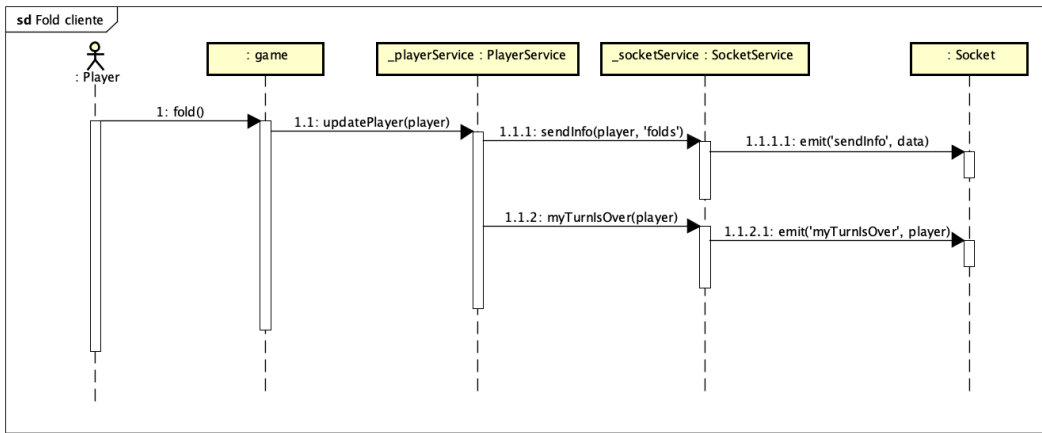 sd Fold cliente
: Player
: game
_playerService : PlayerService
_socketService : SocketService
: Socket
1: fold()
1.1: updatePlayer(player)
1.1.1: sendInfo(player, 'folds')
1.1.1.1: emit('sendInfo', data)
1.1.2: myTurnIsOver(player)
1.1.2.1: emit('myTurnIsOver', player)